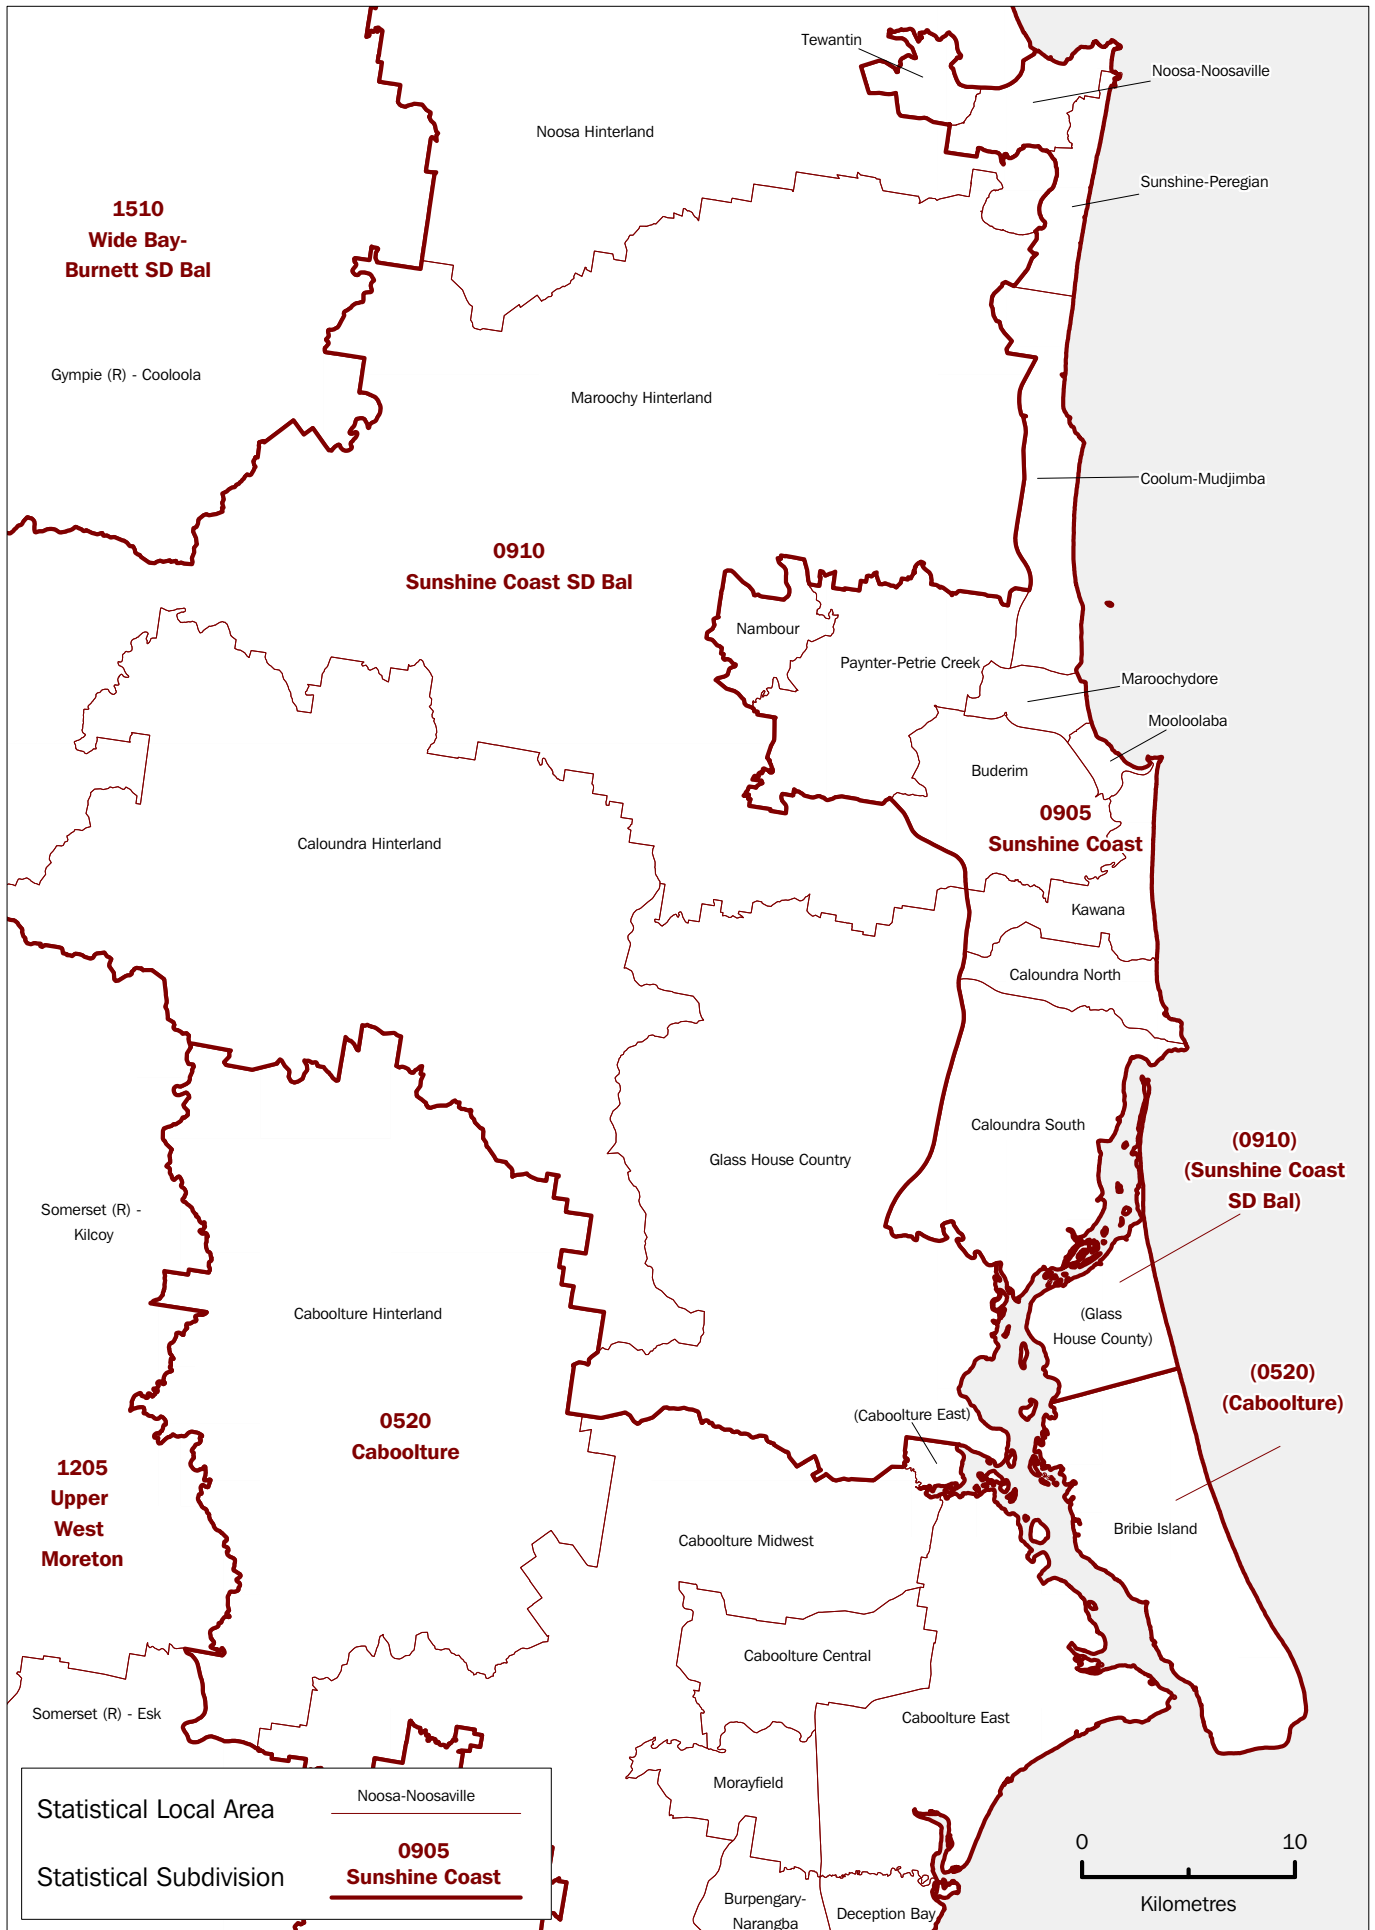 Tewantin
Noosa-Noosaville
Noosa Hinterland
Sunshine-Peregian
1510
Wide Bay-
Burnett SD Bal
Gympie (R) - Cooloola
Maroochy Hinterland
Coolum-Mudjimba
0910
Sunshine Coast SD Bal
Nambour
Paynter-Petrie Creek
Maroochydore
Mooloolaba
Buderim
0905
Sunshine Coast
Caloundra Hinterland
Kawana
Caloundra North
Caloundra South
Glass House Country
(0910)
(Sunshine Coast
SD Bal)
Somerset (R) -
Kilcoy
Caboolture Hinterland
(Glass
House County)
(0520)
(Caboolture)
0520
Caboolture
(Caboolture East)
1205
Upper
West
Moreton
Caboolture Midwest
Bribie Island
Caboolture Central
Somerset (R) - Esk
Caboolture East
Morayfield
Statistical Local Area
Noosa-Noosaville
Statistical Subdivision
0905
Sunshine Coast
Burpengary-
Narangba
Deception Bay
0 10
Kilometres